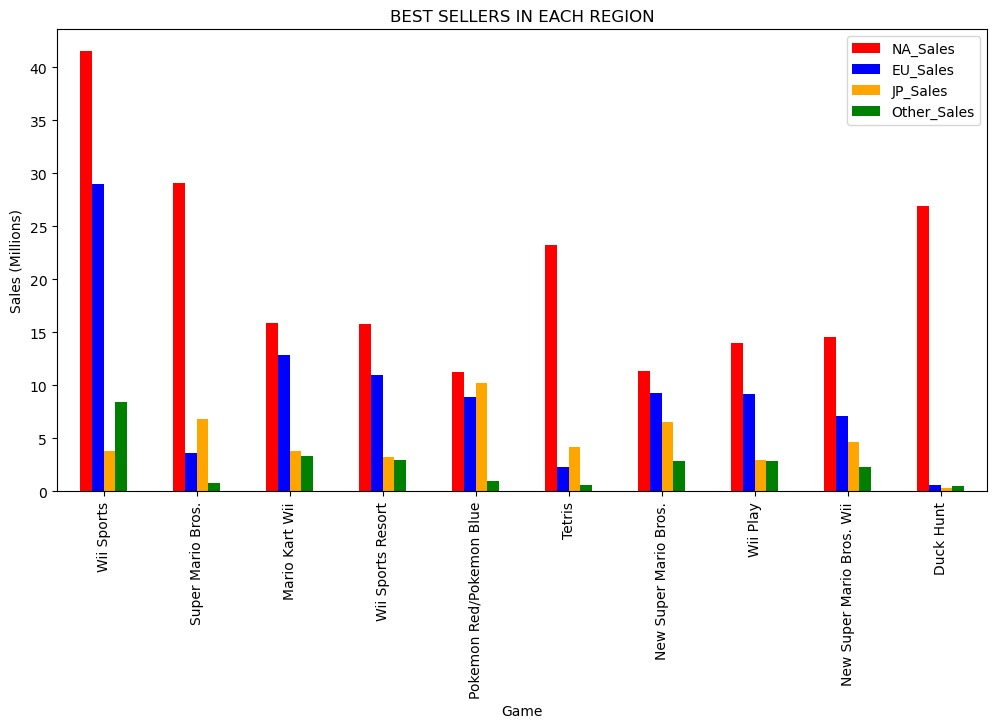 BEST SELLERS IN EACH REGION
NA_Sales
EU_Sales
JP_Sales
Other_Sales
Sales (Millions)
40
35
30
25
20
15
10
5
0
Wii Sports
Super Mario Bros.
Mario Kart Wii
Wii Sports Resort
Pokemon Red/Pokemon Blue
Tetris
New Super Mario Bros.
Wii Play
New Super Mario Bros. Wii
Duck Hunt
Game